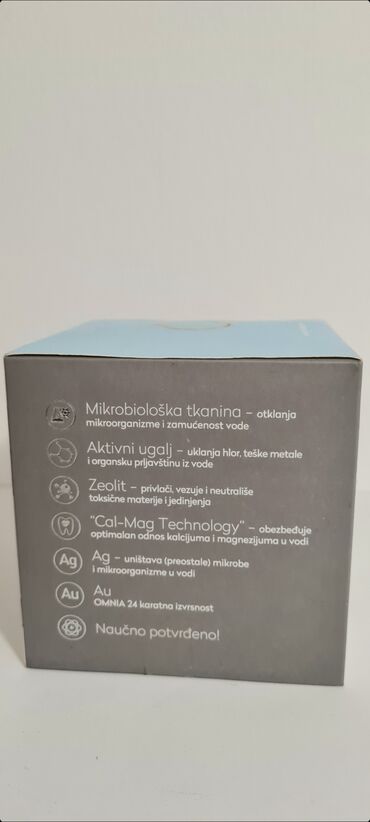 Mikrobiološka tkanina – otklanja
mikroorganizme i zamućenost vode
Aktivni ugalj – uklanja hlor, teške metale
i organsku prljavštinu iz vode
Zeolit – privlači, vezuje i neutrališe
toksične materije i jedinjenja
"Cal-Mag Technology" – obezbeđuje
optimalan odnos kalcijuma i magnezijuma u vodi
Ag
Ag – uništava (preostale) mikrobe
i mikroorganizme u vodi
Au
Au
OMNIA 24 karatna izvrsnost
Naučno potvrđeno!